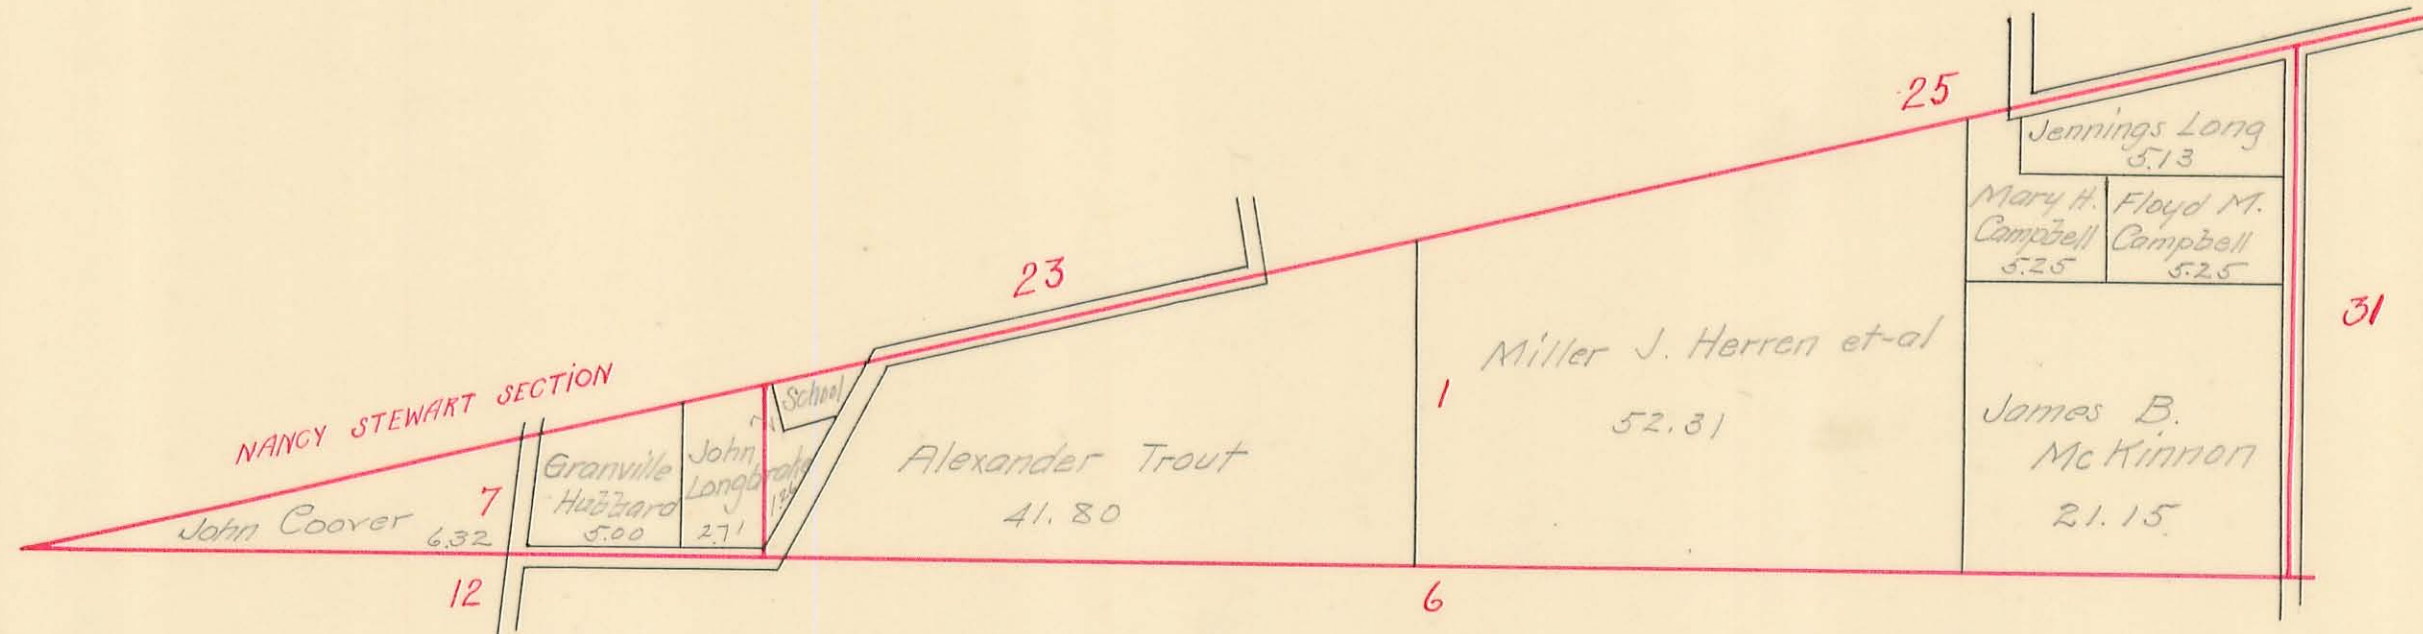 25
Jennings Long
5.13
Mary H.
Campbell
5.25
Floyd M.
Campbell
5.25
31
23
NANCY STEWART SECTION
School
7
John Coover 6.32
Granville
Hubbard
5.00
John
Longbrake
2.71
Alexander Trout
41.80
1
Miller J. Herren et-al
52.31
James B.
McKinnon
21.15
12
6